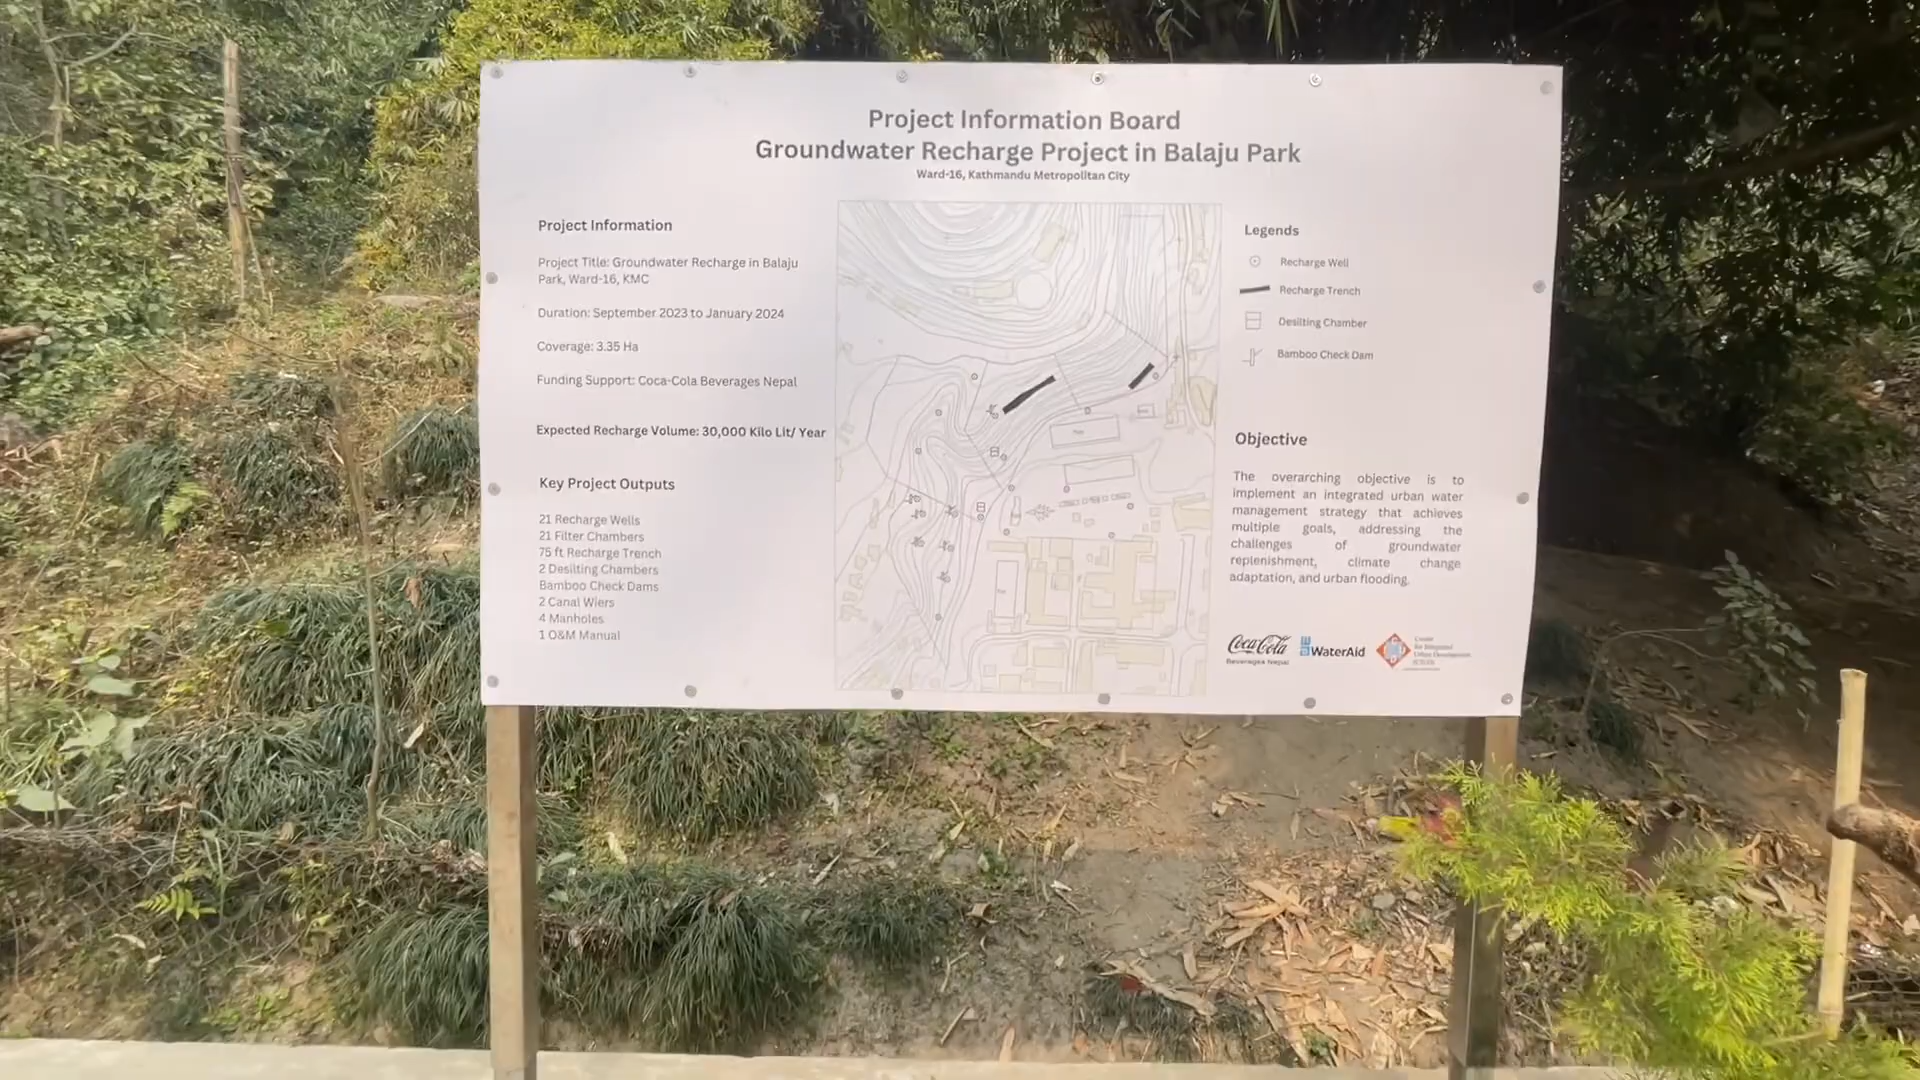 Project Information Board
Groundwater Recharge Project in Balaju Park
Ward-16, Kathmandu Metropolitan City
Project Information
Project Title: Groundwater Recharge in Balaju
Park, Ward-16, KMC
Duration: September 2023 to January 2024
Coverage: 3.35 Ha
Funding Support: Coca-Cola Beverages Nepal
Expected Recharge Volume: 30,000 Kilo Lit/ Year
Key Project Outputs
21 Recharge Wells
21 Filter Chambers
75 ft Recharge Trench
2 Desilting Chambers
Bamboo Check Dams
2 Canal Wiers
4 Manholes
1 O&M Manual
Legends
Recharge Well
Recharge Trench
Desilting Chamber
Bamboo Check Dam
Objective
The overarching objective is to
implement an integrated urban water
management strategy that achieves
multiple goals, addressing the
challenges of groundwater
replenishment, climate change
adaptation, and urban flooding.
Coca-Cola
Beverages Nepal
WaterAid
Centre
for Integrated
Urban Development